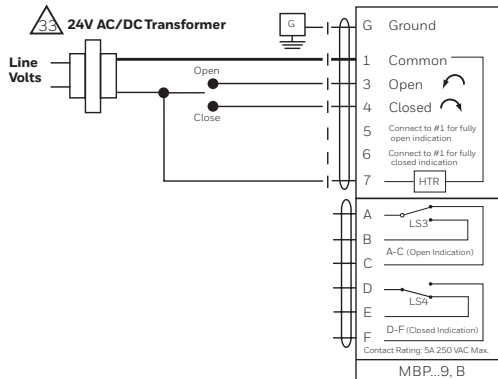 33 24V AC/DC Transformer
Line
Volts
Open
Close
G
G Ground
1 Common
3 Open
4 Closed
5 Connect to #1 for fully
open indication
6 Connect to #1 for fully
closed indication
7 HTR
A
LS3
B
A-C (Open Indication)
C
D
LS4
E
D-F (Closed Indication)
F
Contact Rating: 5A 250 VAC Max.
MBP...9, B